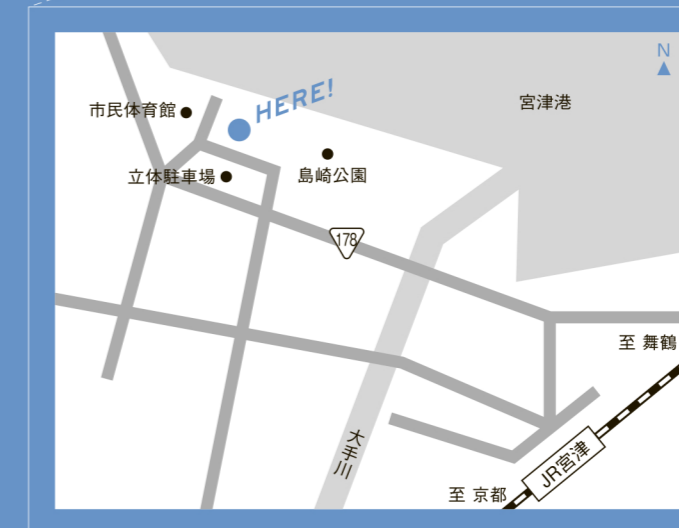 N
宮津港
HERE!
市民体育館
島崎公園
立体駐車場
178
至 舞鶴
大手川
JR宮津
至 京都